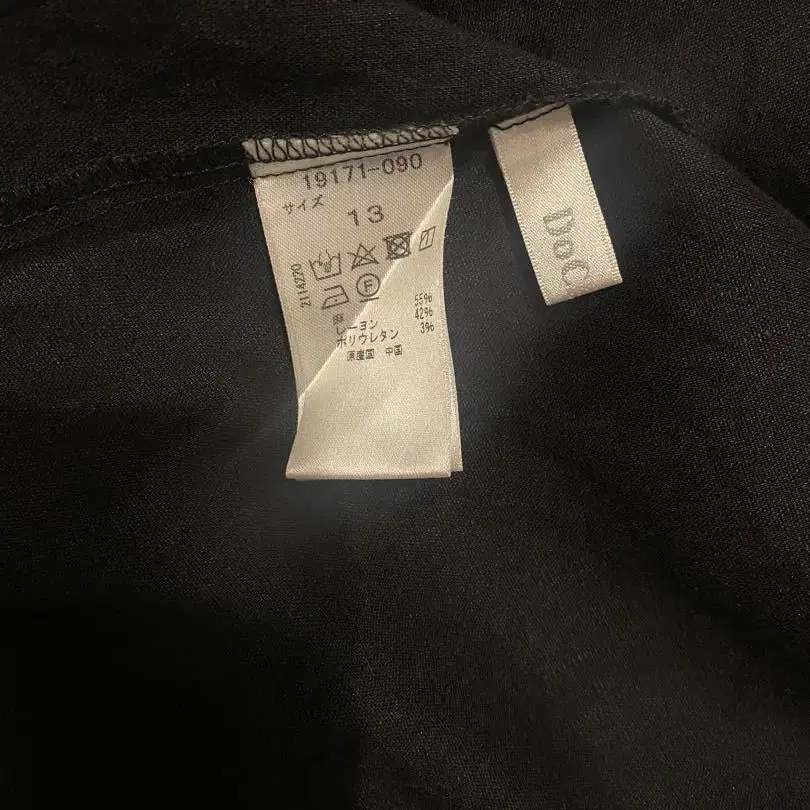 19171-090
サイズ
13
2114220
F
麻 55%
レーヨン 42%
ポリウレタン 3%
原産国 中国
DoC